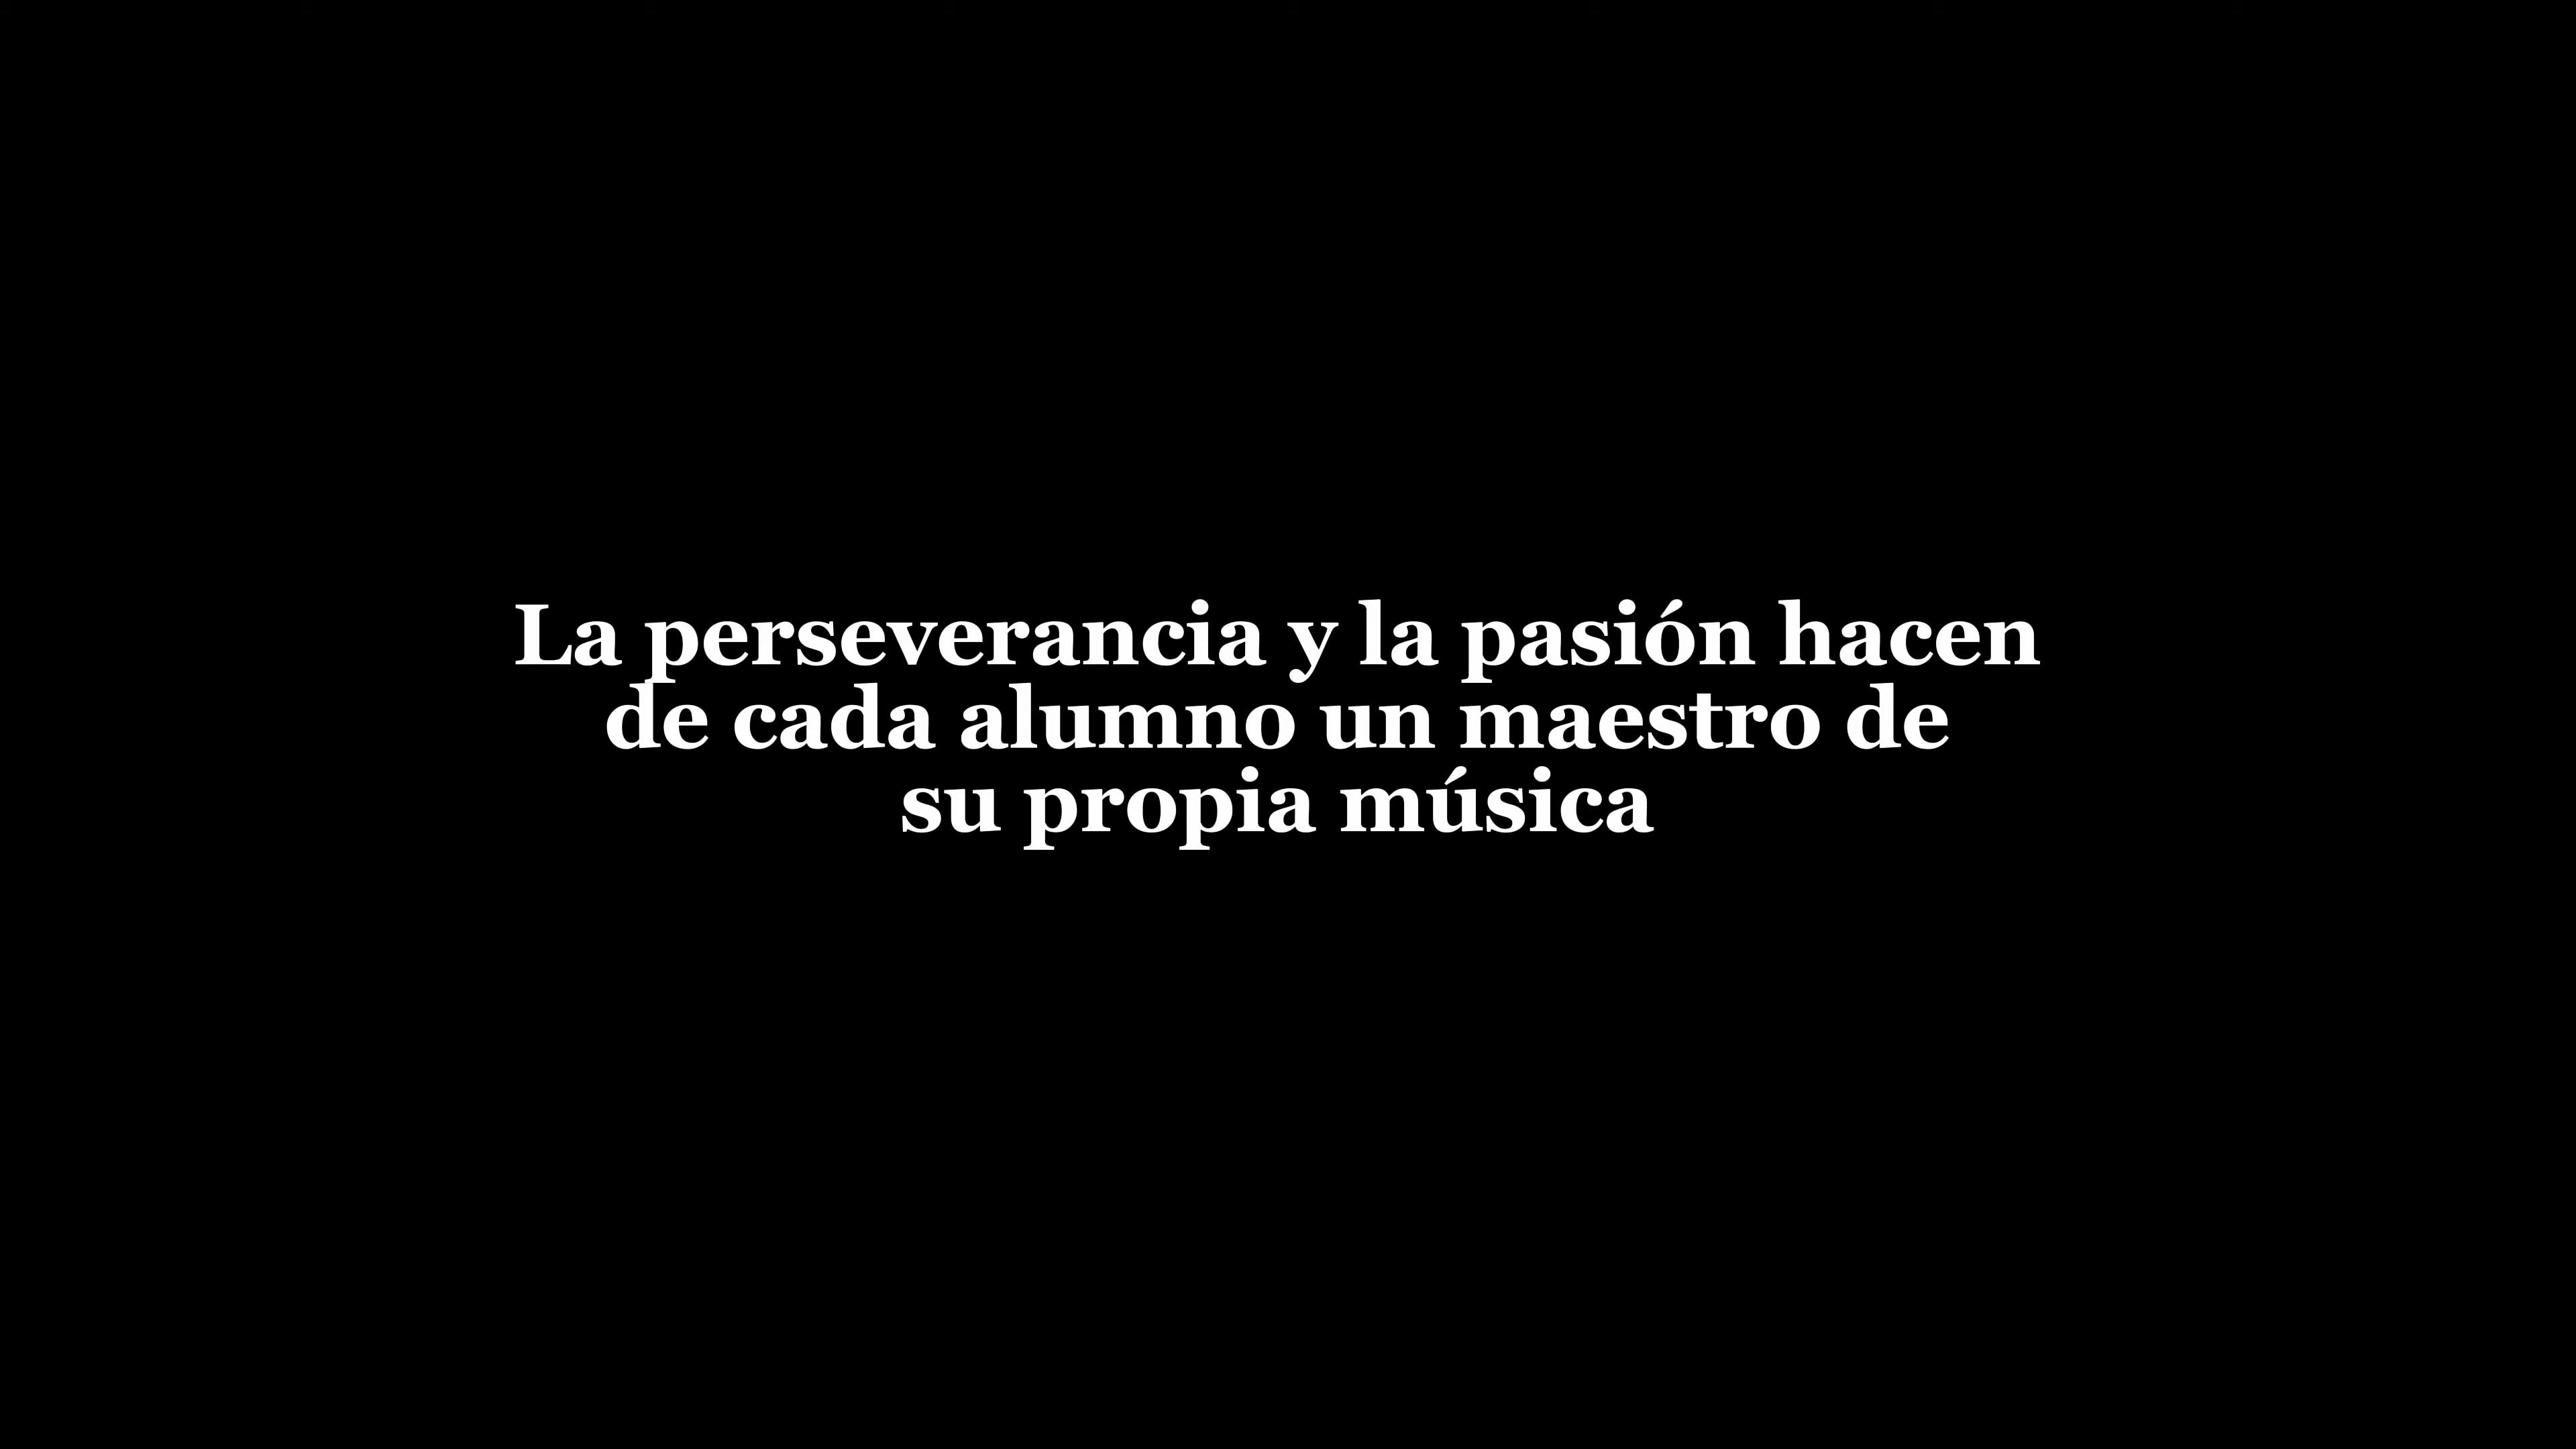 La perseverancia y la pasión hacen
de cada alumno un maestro de
su propia música